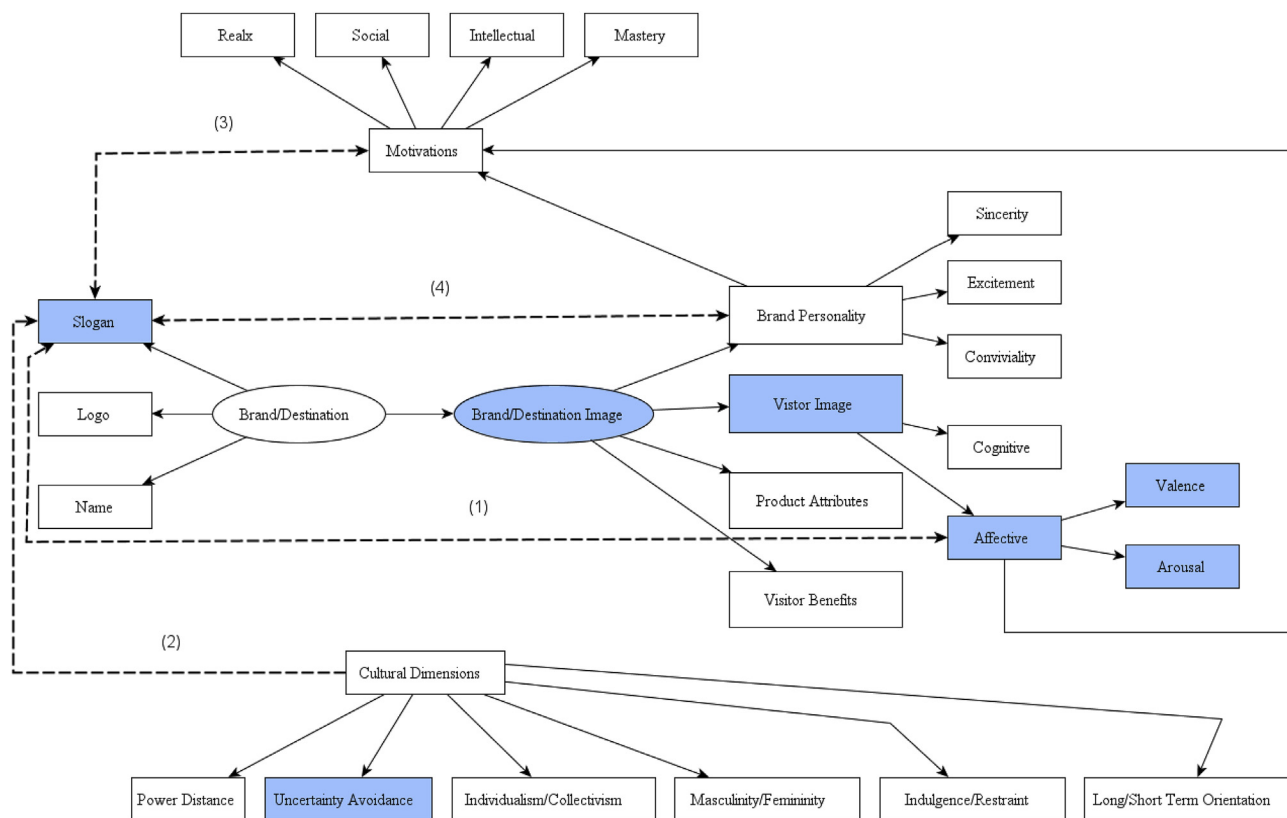 Realx
Social
Intellectual
Mastery
(3)
Motivations
Sincerity
(4)
Excitement
Slogan
Brand Personality
Conviviality
Vistor Image
Logo
Brand/Destination
Brand/Destination Image
Cognitive
Valence
Name
(1)
Product Attributes
Affective
Arousal
Visitor Benefits
(2)
Cultural Dimensions
Power Distance
Uncertainty Avoidance
Individualism/Collectivism
Masculinity/Femininity
Indulgence/Restraint
Long/Short Term Orientation